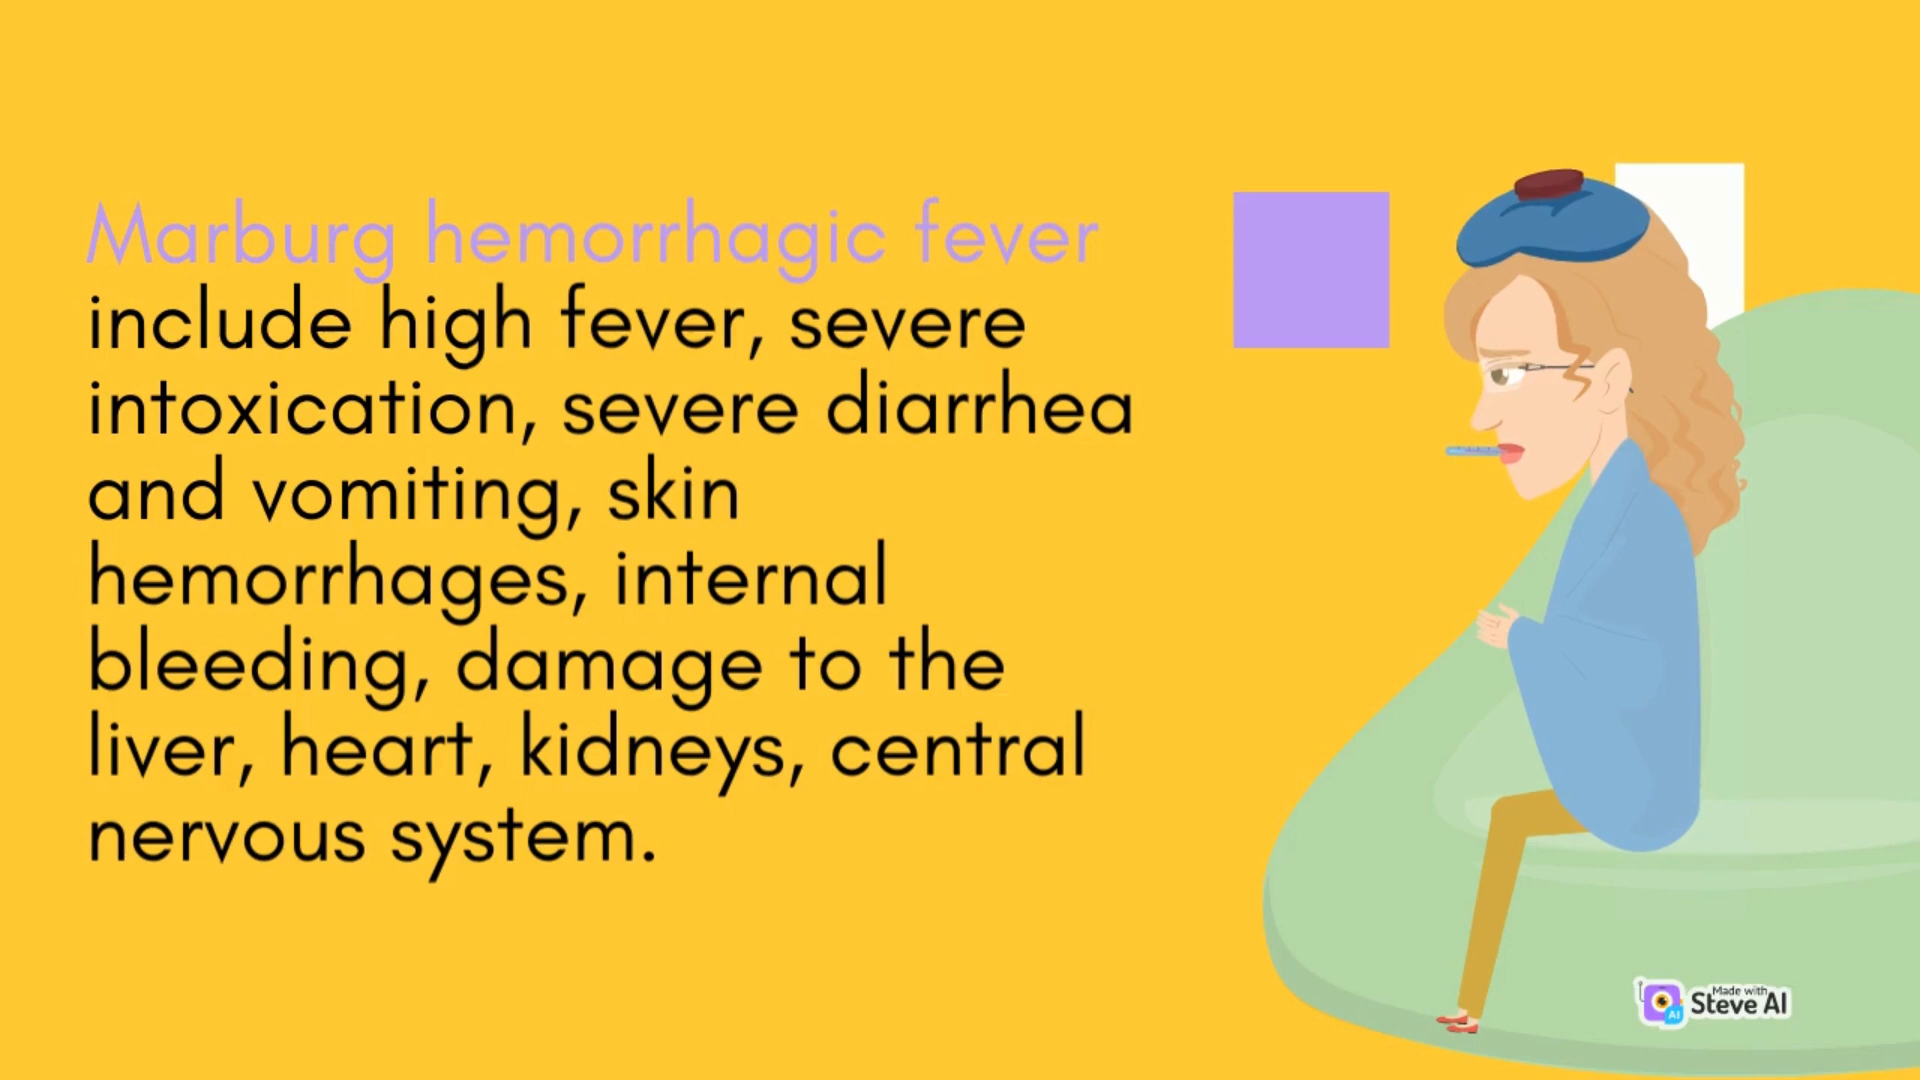 Marburg hemorrhagic fever
include high fever, severe
intoxication, severe diarrhea
and vomiting, skin
hemorrhages, internal
bleeding, damage to the
liver, heart, kidneys, central
nervous system.
Made with
Steve AI
AI